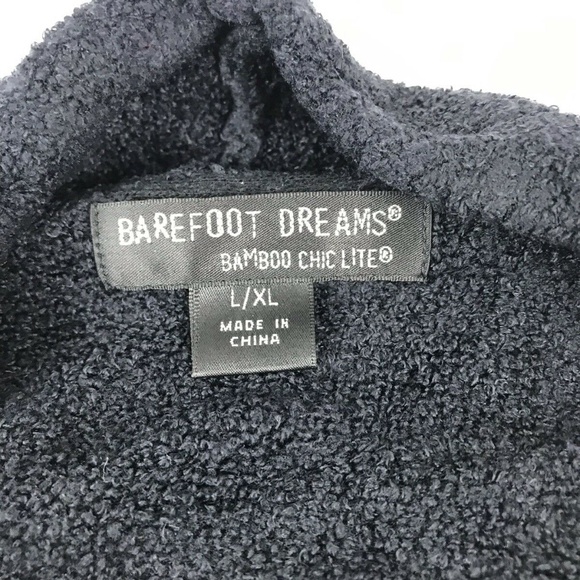 BAREFOOT DREAMS®
BAMBOO CHIC LITE®
L/XL
MADE IN
CHINA